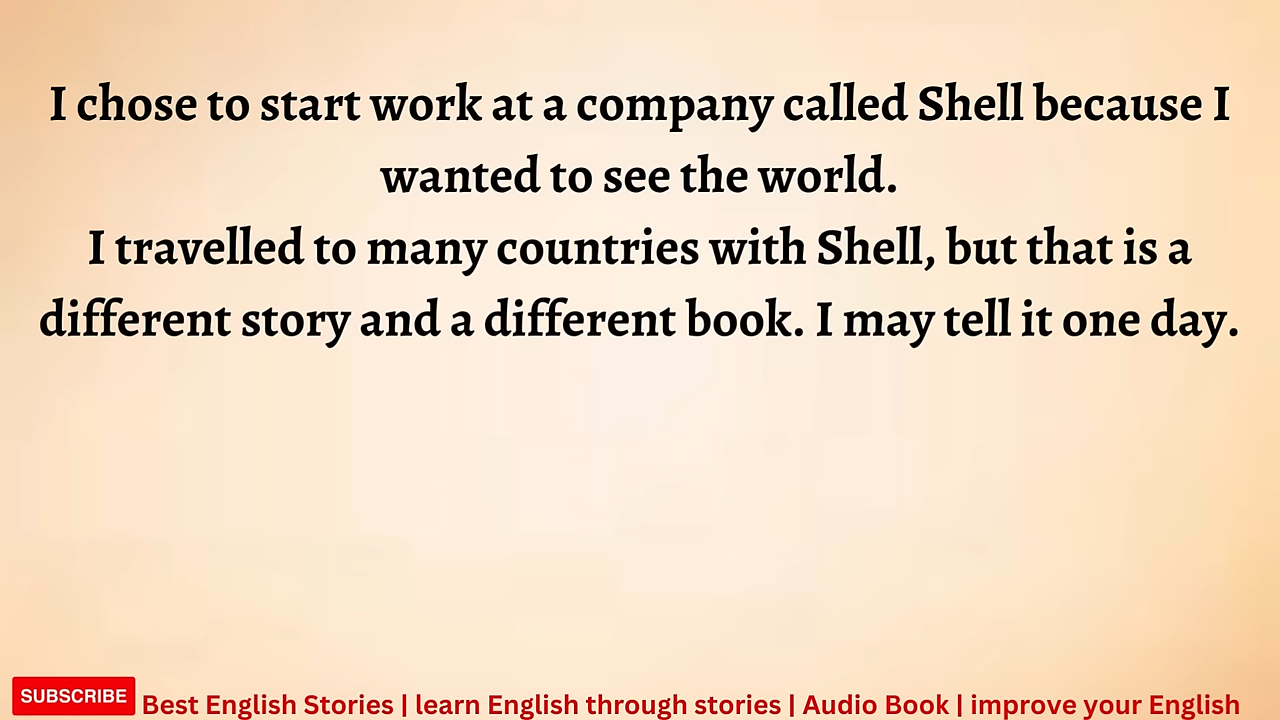 I chose to start work at a company called Shell because I
wanted to see the world.
I travelled to many countries with Shell, but that is a
different story and a different book. I may tell it one day.
SUBSCRIBE
Best English Stories | learn English through stories | Audio Book | improve your English